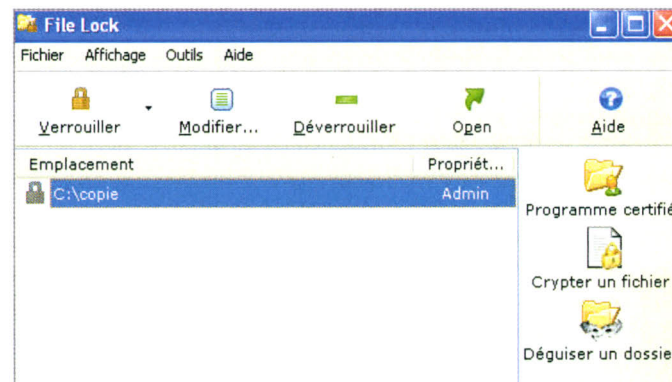 File Lock
Fichier Affichage Outils Aide
Verrouiller Modifier... Déverrouiller Open Aide
Emplacement Propriét...
C:\copie Admin
Programme certifié
Crypter un fichier
Déguiser un dossie